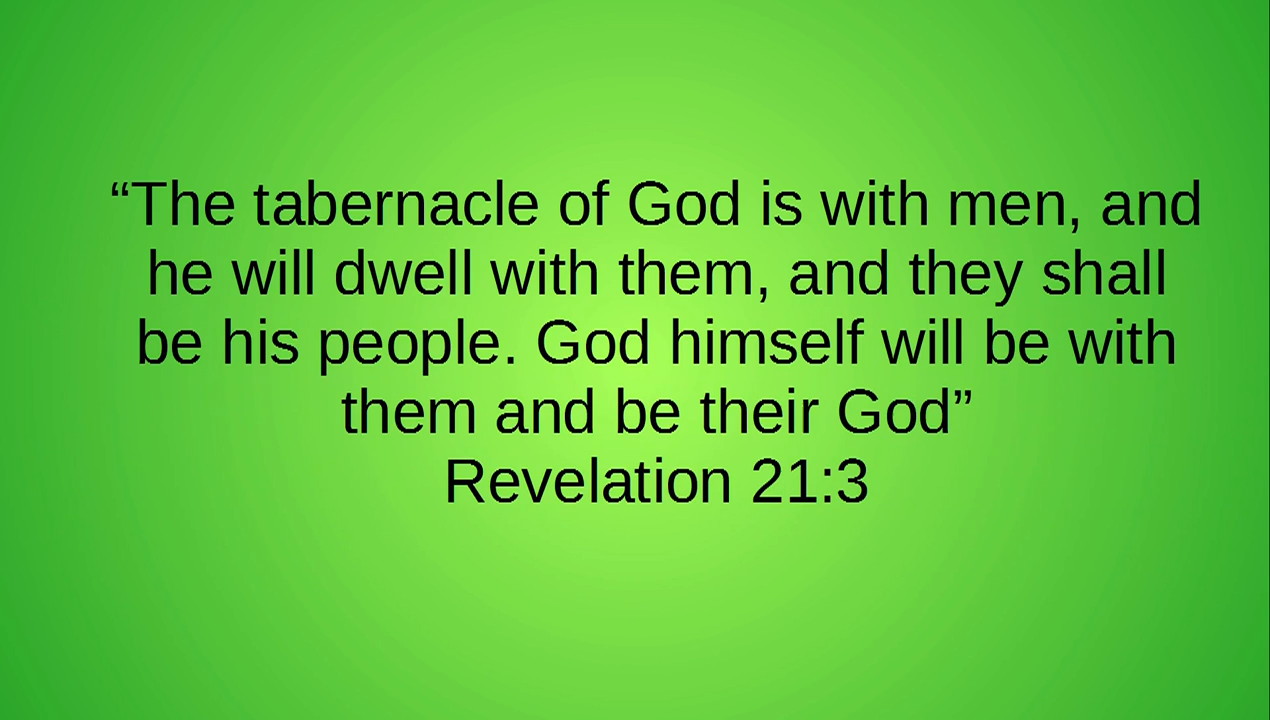 “The tabernacle of God is with men, and
he will dwell with them, and they shall
be his people. God himself will be with
them and be their God”
Revelation 21:3